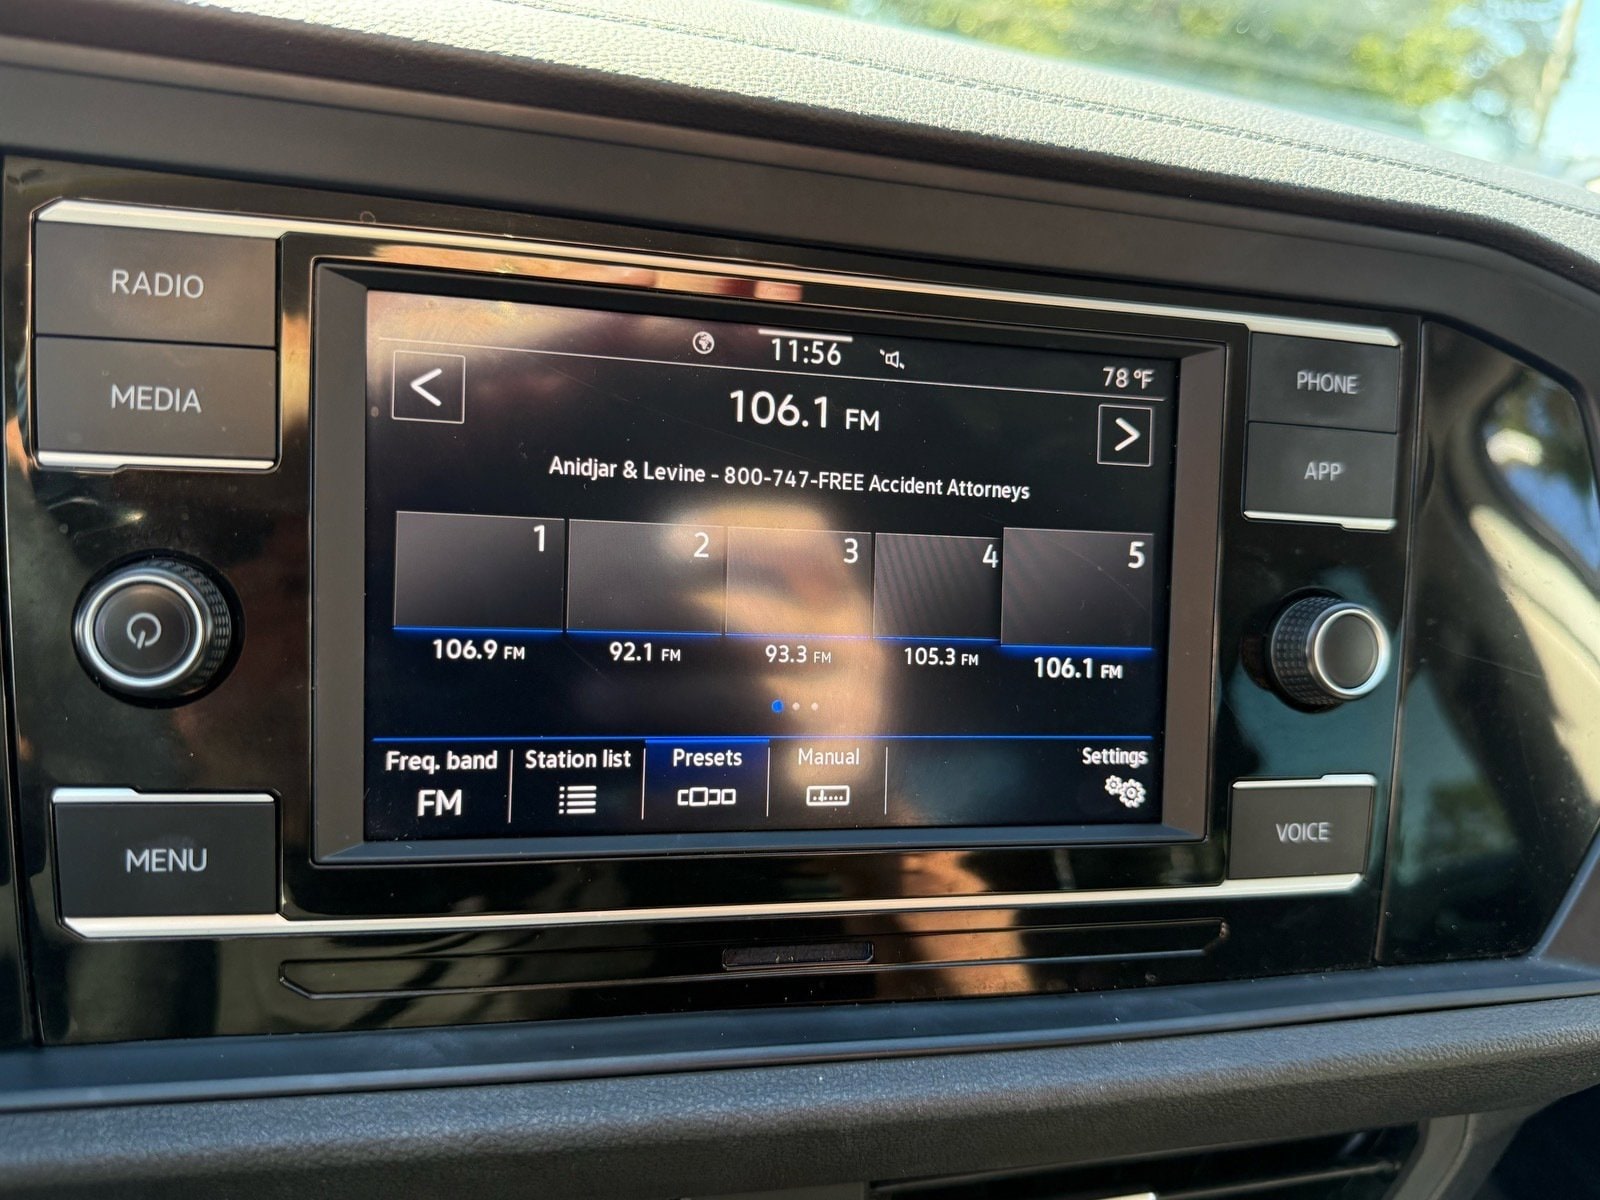 RADIO
MEDIA
MENU
11:56
78 °F
<
106.1 FM
>
Anidjar & Levine - 800-747-FREE Accident Attorneys
1
2
3
4
5
106.9 FM
92.1 FM
93.3 FM
105.3 FM
106.1 FM
Freq. band
FM
Station list
Presets
Manual
Settings
PHONE
APP
VOICE